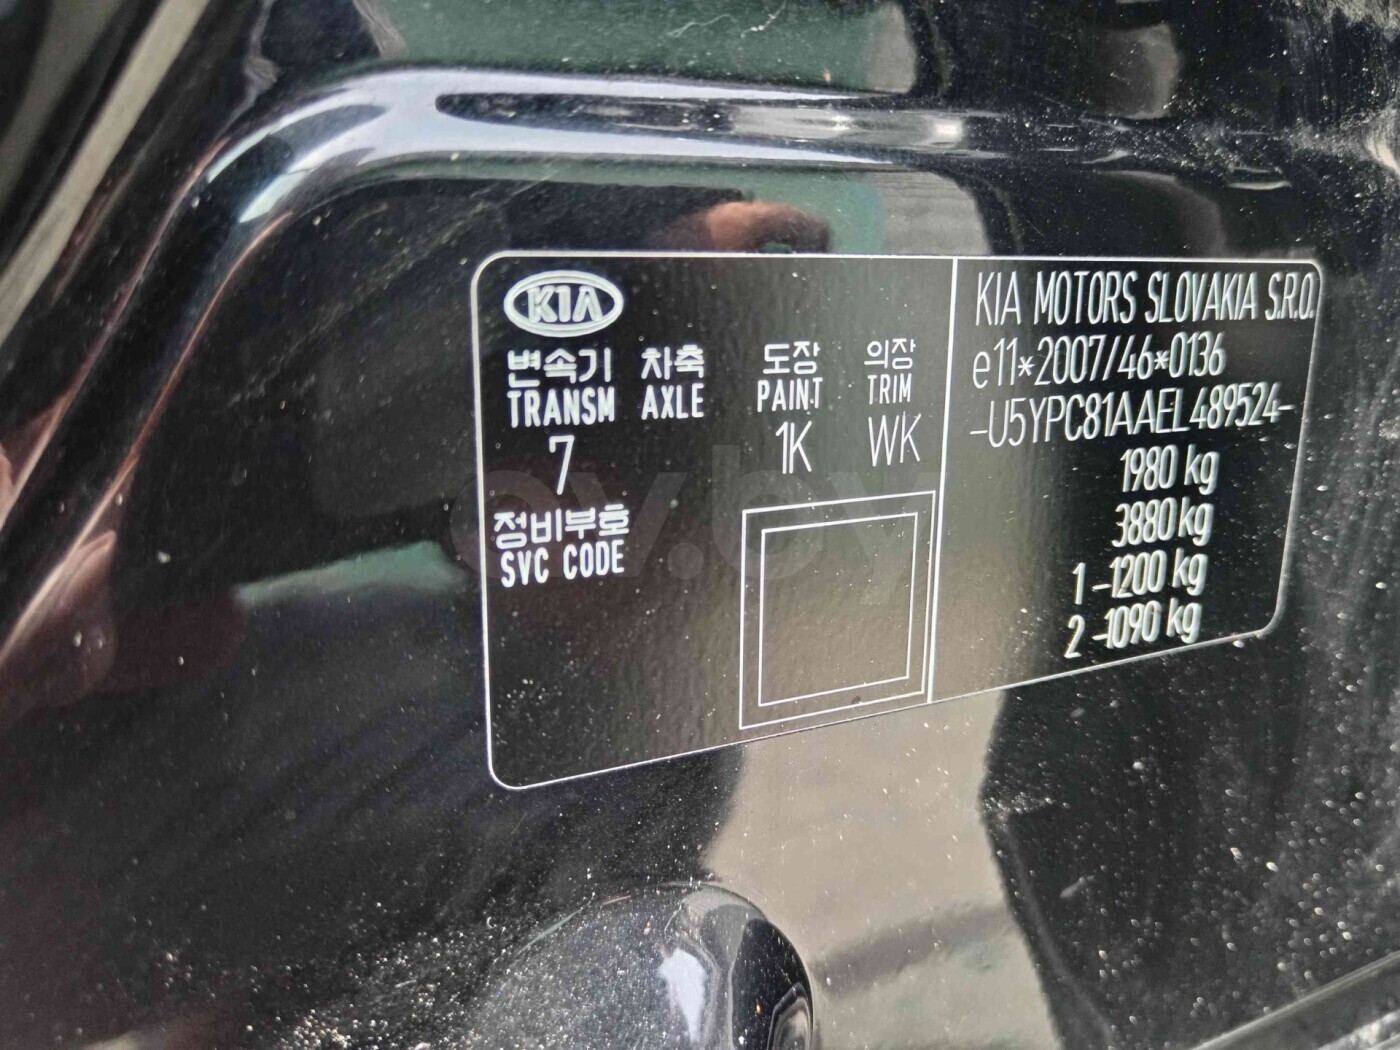 KIA
변속기 차축 도장 의장
TRANSM AXLE PAINT TRIM
7 1K WK
정비부호
SVC CODE
KIA MOTORS SLOVAKIA S.R.O.
e11*2007/46*0136
-U5YPC81AAEL489524-
1980 kg
3880 kg
1 -1200 kg
2 -1090 kg
av.by